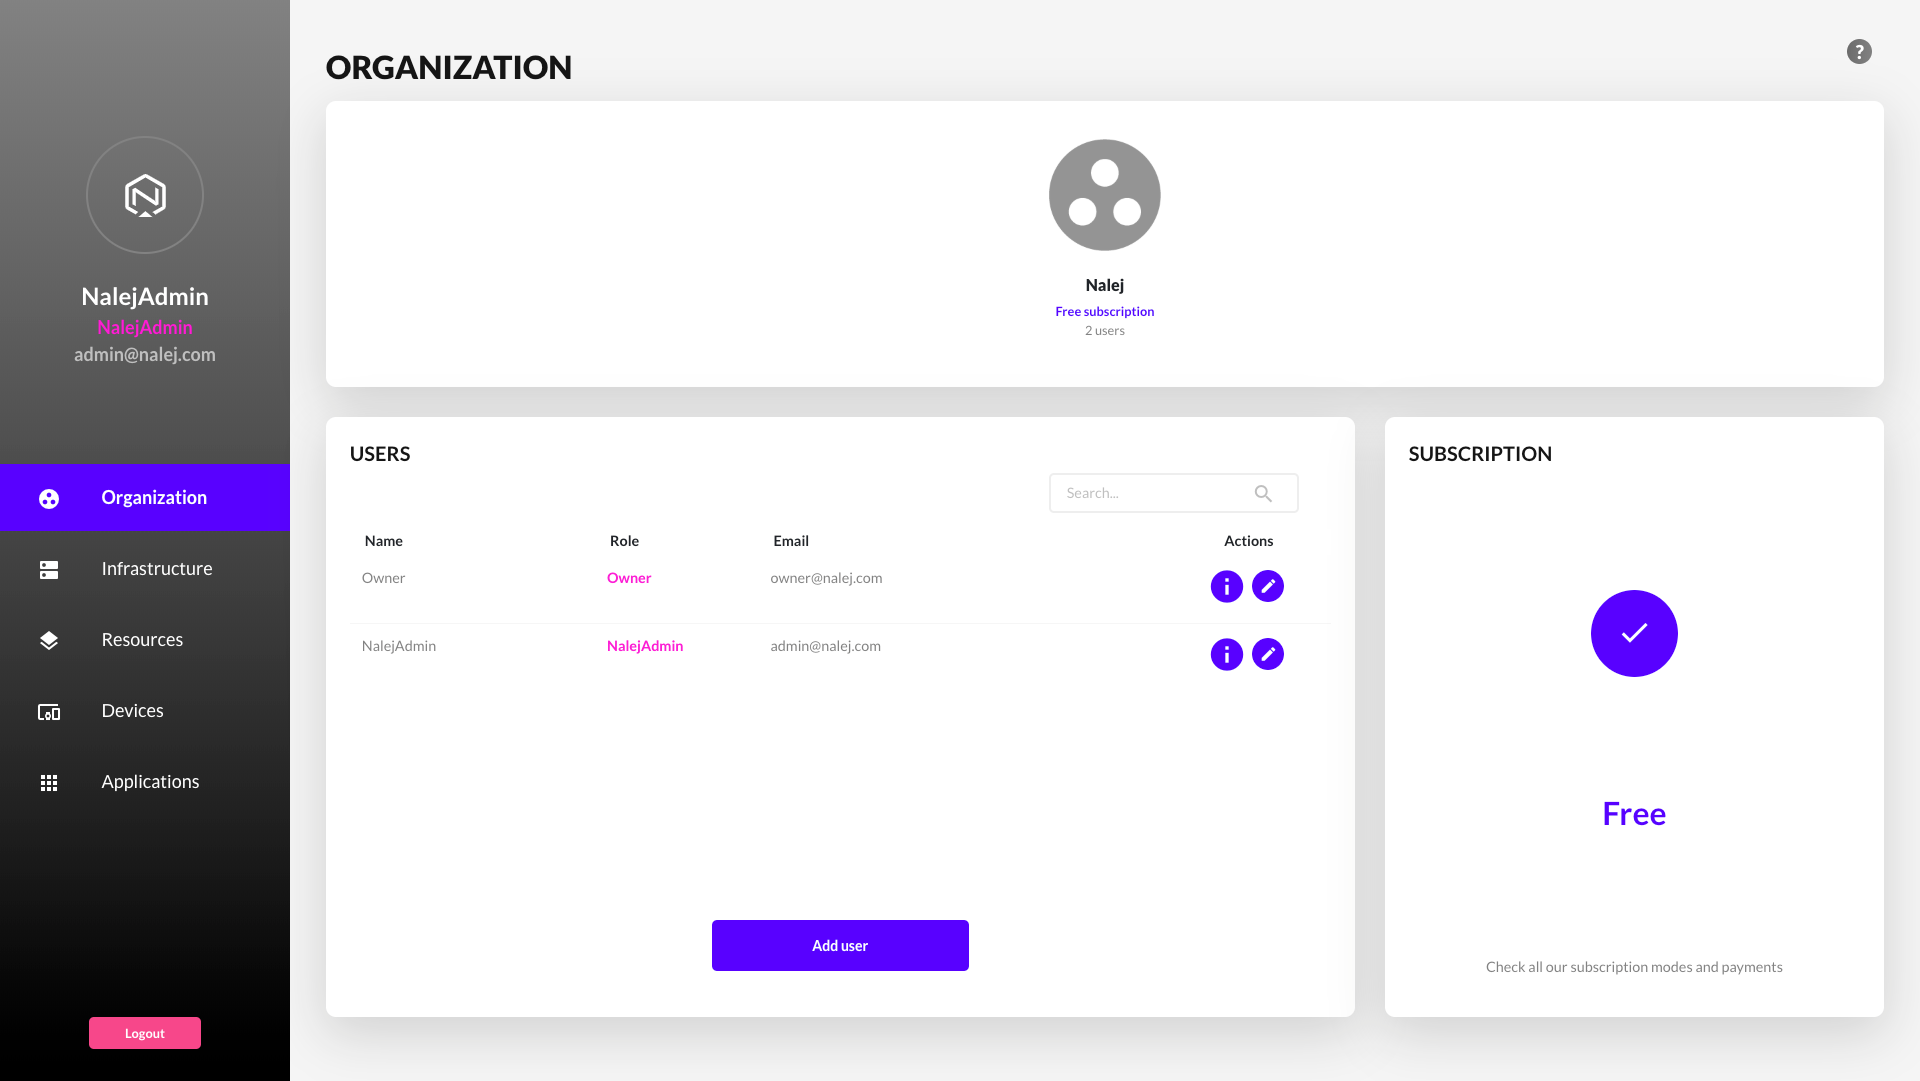 NalejAdmin
NalejAdmin
admin@nalej.com
Organization
Infrastructure
Resources
Devices
Applications
Logout
ORGANIZATION
?
Nalej
Free subscription
2 users
USERS
Search...
Name Role Email Actions
Owner Owner owner@nalej.com
NalejAdmin NalejAdmin admin@nalej.com
Add user
SUBSCRIPTION
Free
Check all our subscription modes and payments